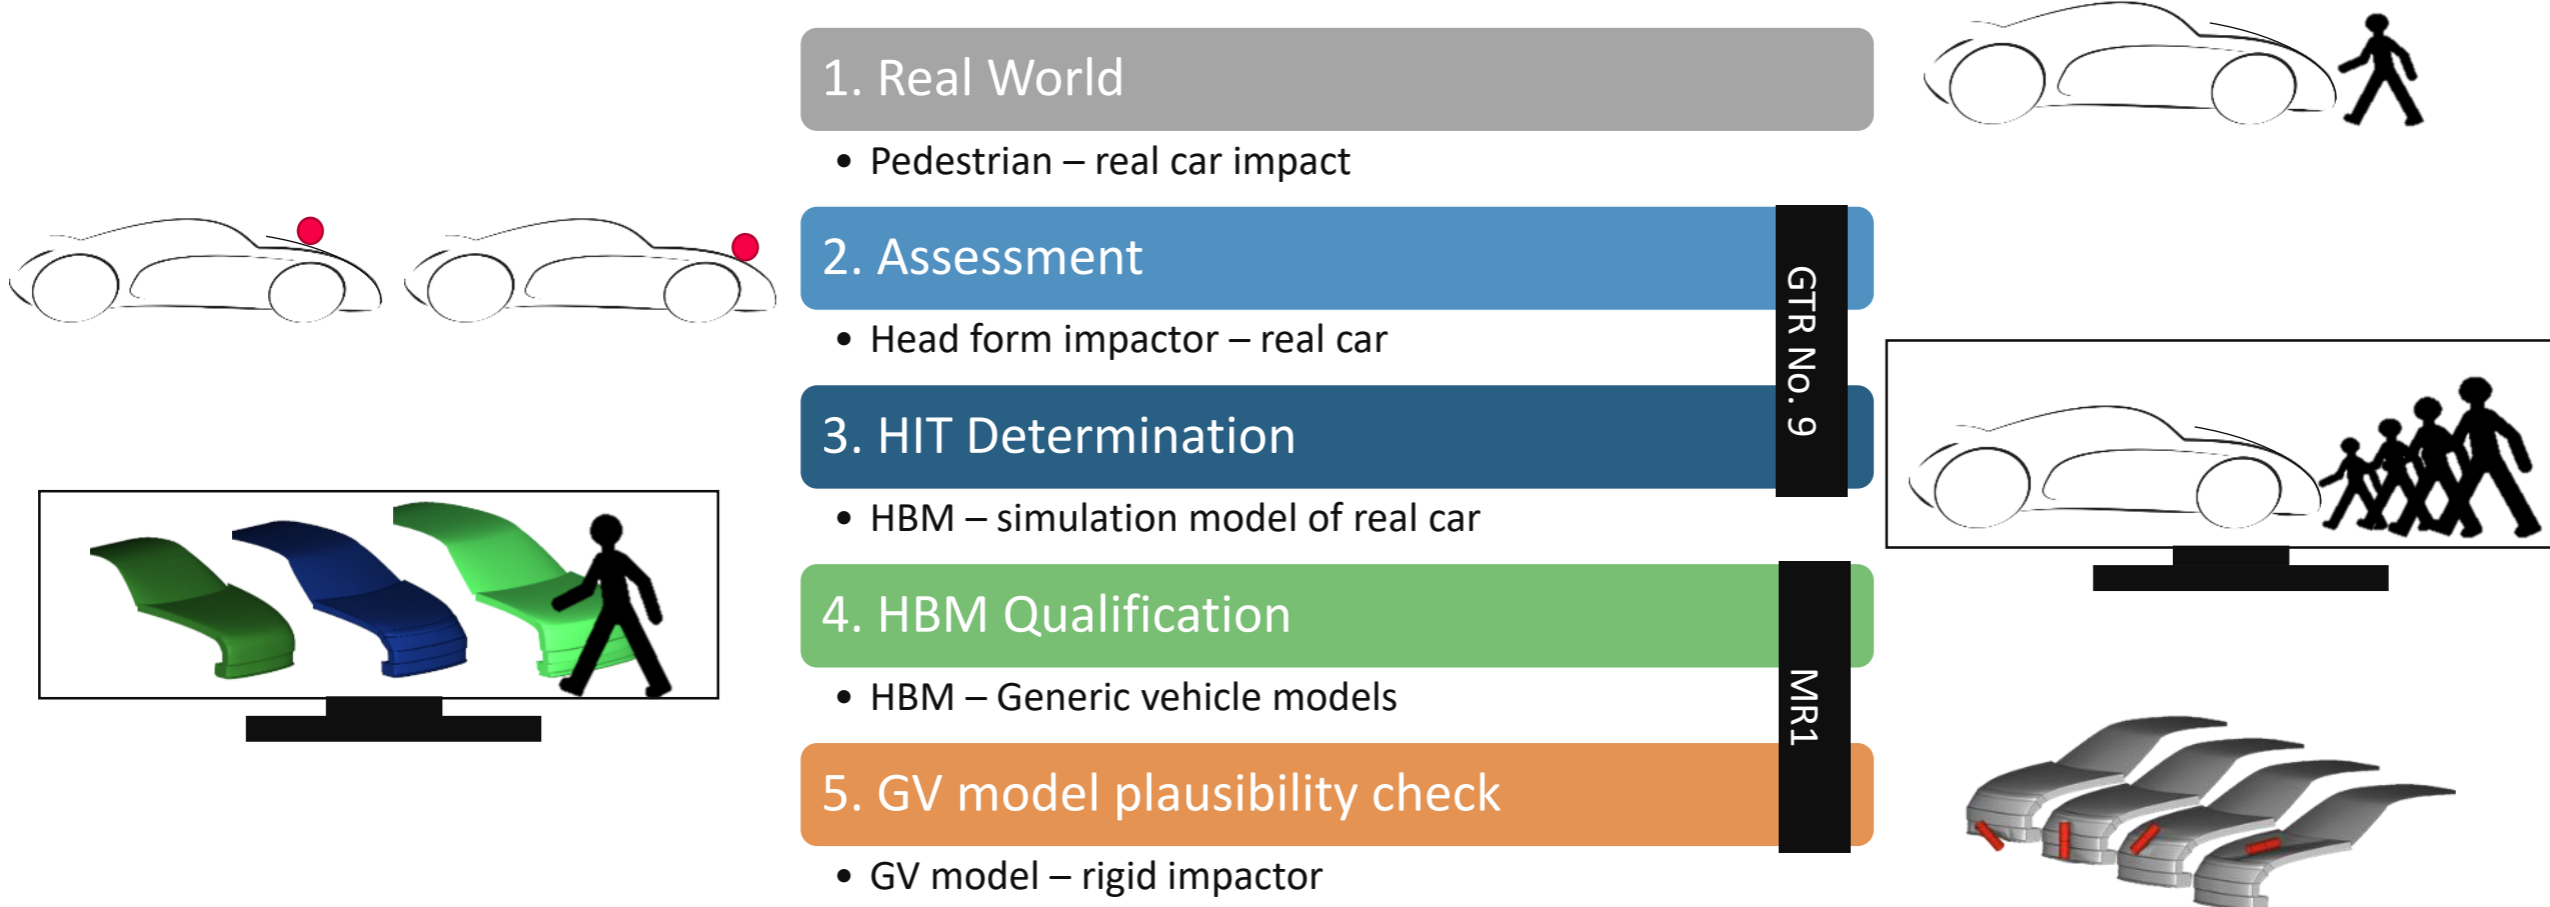 1. Real World
• Pedestrian – real car impact
2. Assessment
• Head form impactor – real car
3. HIT Determination
GTR No. 9
• HBM – simulation model of real car
4. HBM Qualification
• HBM – Generic vehicle models
MR1
5. GV model plausibility check
• GV model – rigid impactor